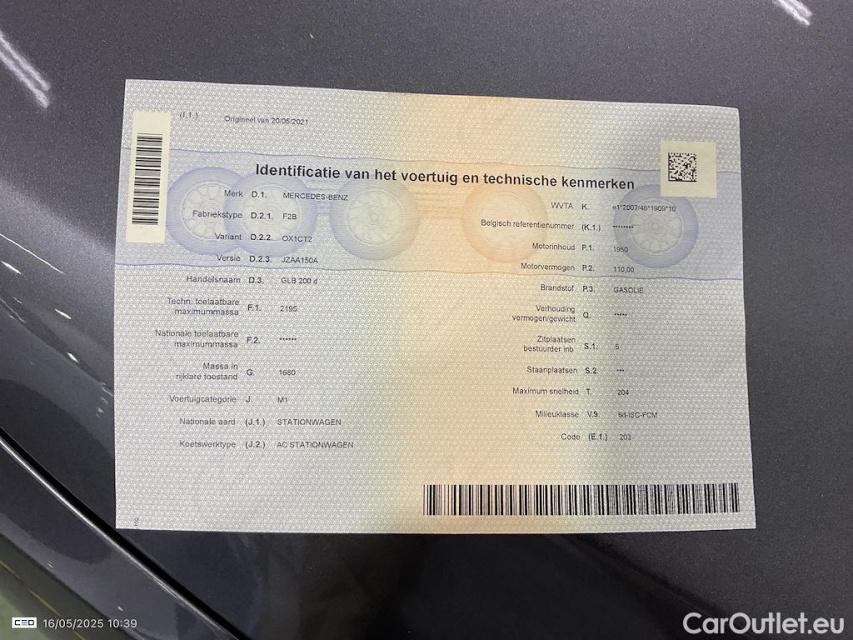 (I.1.) Origineel van 20/05/2021
Identificatie van het voertuig en technische kenmerken
Merk D.1. MERCEDES-BENZ
Fabriekstype D.2.1. F2B
Variant D.2.2. OX1CT2
Versie D.2.3. JZAA150A
Handelsnaam D.3. GLB 200 d
Techn. toelaatbare
maximummassa F.1. 2195
Nationale toelaatbare
maximummassa F.2. ******
Massa in
rijklare toestand G. 1680
Voertuigcategorie J. M1
Nationale aard (J.1.) STATIONWAGEN
Koetswerktype (J.2.) AC STATIONWAGEN
WVTA K. e1*2007/46*1909*10
Belgisch referentienummer (K.1.) ********
Motorinhoud P.1. 1950
Motorvermogen P.2. 110,00
Brandstof P.3. GASOLIE
Verhouding
vermogen/gewicht Q. *****
Zitplaatsen
bestuurder inb S.1. 5
Staanplaatsen S.2. ***
Maximum snelheid T. 204
Milieuklasse V.9. 6d-ISC-FCM
Code (E.1.) 203
CED 16/05/2025 10:39
CarOutlet.eu